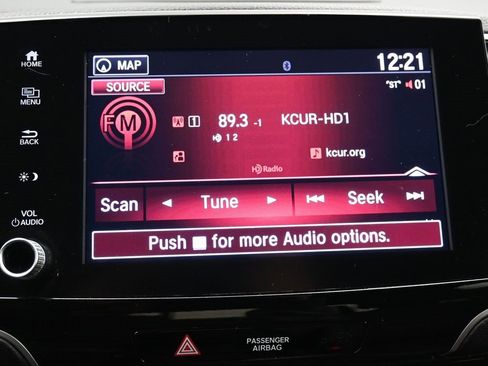 HOME
MENU
BACK
VOL
AUDIO
MAP
12:21
SOURCE
"ST" 01
FM
1 89.3 -1 KCUR-HD1
HD 1 2
kcur.org
HD Radio
Scan Tune Seek
Push for more Audio options.
PASSENGER
AIRBAG